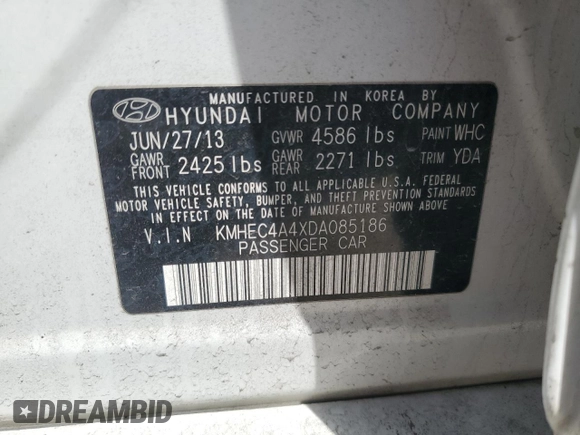 MANUFACTURED IN KOREA BY
HYUNDAI MOTOR COMPANY
JUN/27/13 GVWR 4586 lbs PAINT WHC
GAWR FRONT 2425 lbs GAWR REAR 2271 lbs TRIM YDA
THIS VEHICLE CONFORMS TO ALL APPLICABLE U.S.A. FEDERAL
MOTOR VEHICLE SAFETY, BUMPER, AND THEFT PREVENTION STANDARDS
IN EFFECT ON THE DATE OF MANUFACTURE SHOWN ABOVE.
V.I.N KMHEC4A4XDA085186
PASSENGER CAR
DREAMBID